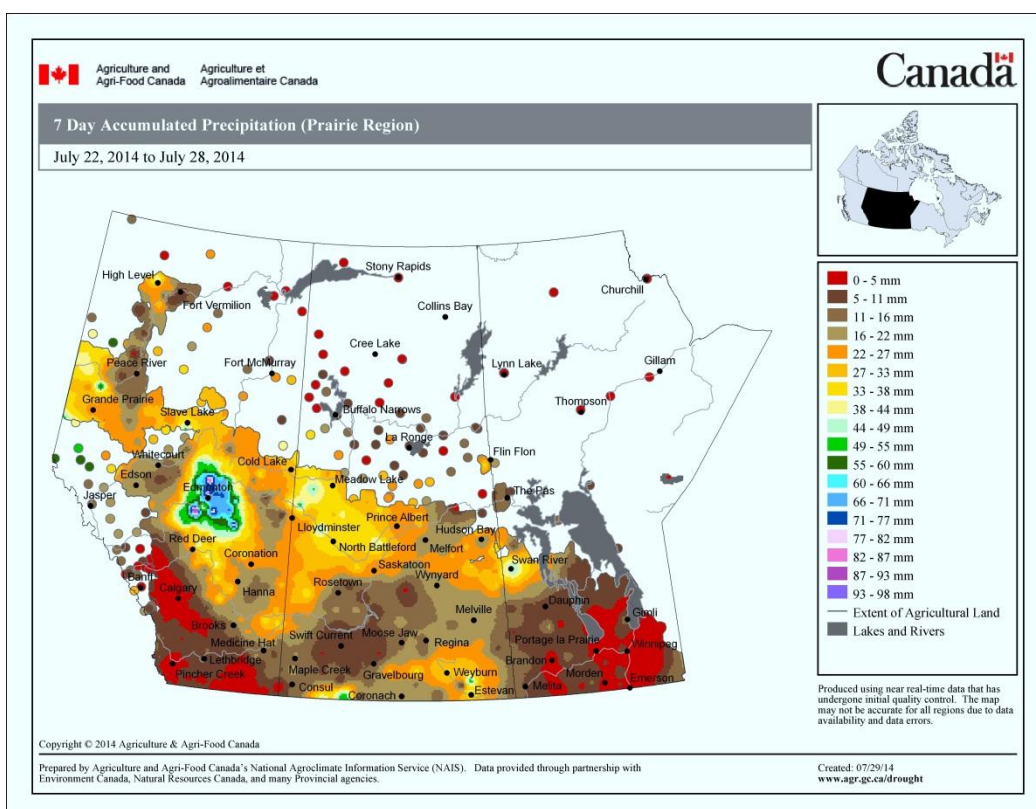 Agriculture and Agriculture et
Agri-Food Canada Agroalimentaire Canada
Canada
7 Day Accumulated Precipitation (Prairie Region)
July 22, 2014 to July 28, 2014
High Level
Fort Vermilion
Stony Rapids
Churchill
Collins Bay
Cree Lake
Peace River
Fort McMurray
Lynn Lake
Gillam
Grande Prairie
Slave Lake
Buffalo Narrows
Thompson
La Ronge
Whitecourt
Cold Lake
Flin Flon
Edson
Edmonton
Meadow Lake
The Pas
Jasper
Lloydminster
Prince Albert
Hudson Bay
Red Deer
North Battleford
Melfort
Coronation
Saskatoon
Swan River
Banff
Calgary
Hanna
Rosetown
Wynyard
Dauphin
Brooks
Melville
Gimli
Medicine Hat
Swift Current
Moose Jaw
Regina
Portage la Prairie
Winnipeg
Lethbridge
Pincher Creek
Maple Creek
Gravelbourg
Weyburn
Brandon
Morden
Consul
Coronach
Estevan
Melita
Emerson
0 - 5 mm
5 - 11 mm
11 - 16 mm
16 - 22 mm
22 - 27 mm
27 - 33 mm
33 - 38 mm
38 - 44 mm
44 - 49 mm
49 - 55 mm
55 - 60 mm
60 - 66 mm
66 - 71 mm
71 - 77 mm
77 - 82 mm
82 - 87 mm
87 - 93 mm
93 - 98 mm
Extent of Agricultural Land
Lakes and Rivers
Produced using near real-time data that has
undergone initial quality control. The map
may not be accurate for all regions due to data
availability and data errors.
Copyright © 2014 Agriculture & Agri-Food Canada
Prepared by Agriculture and Agri-Food Canada's National Agroclimate Information Service (NAIS). Data provided through partnership with
Environment Canada, Natural Resources Canada, and many Provincial agencies.
Created: 07/29/14
www.agr.gc.ca/drought